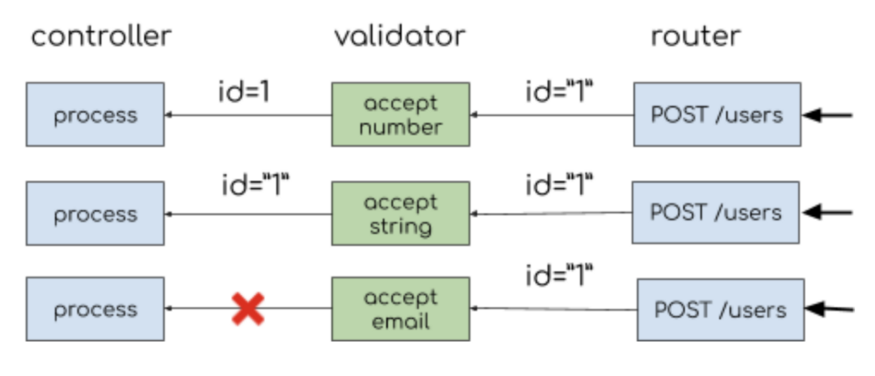 controller validator router
process id=1 accept number id="1" POST /users
process id="1" accept string id="1" POST /users
process accept email id="1" POST /users